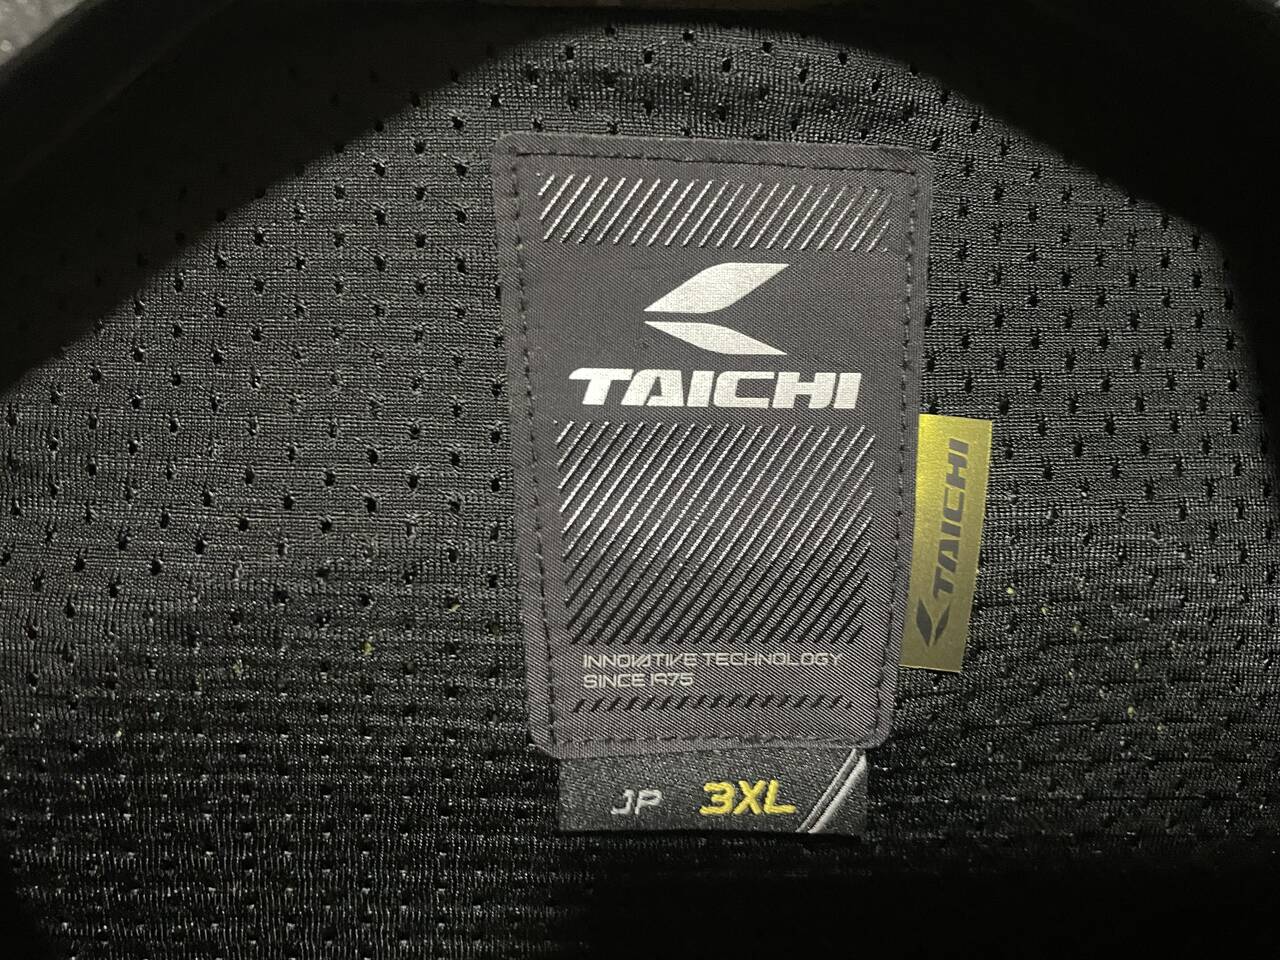 TAICHI
INNOVATIVE TECHNOLOGY
SINCE 1975
TAICHI
JP 3XL